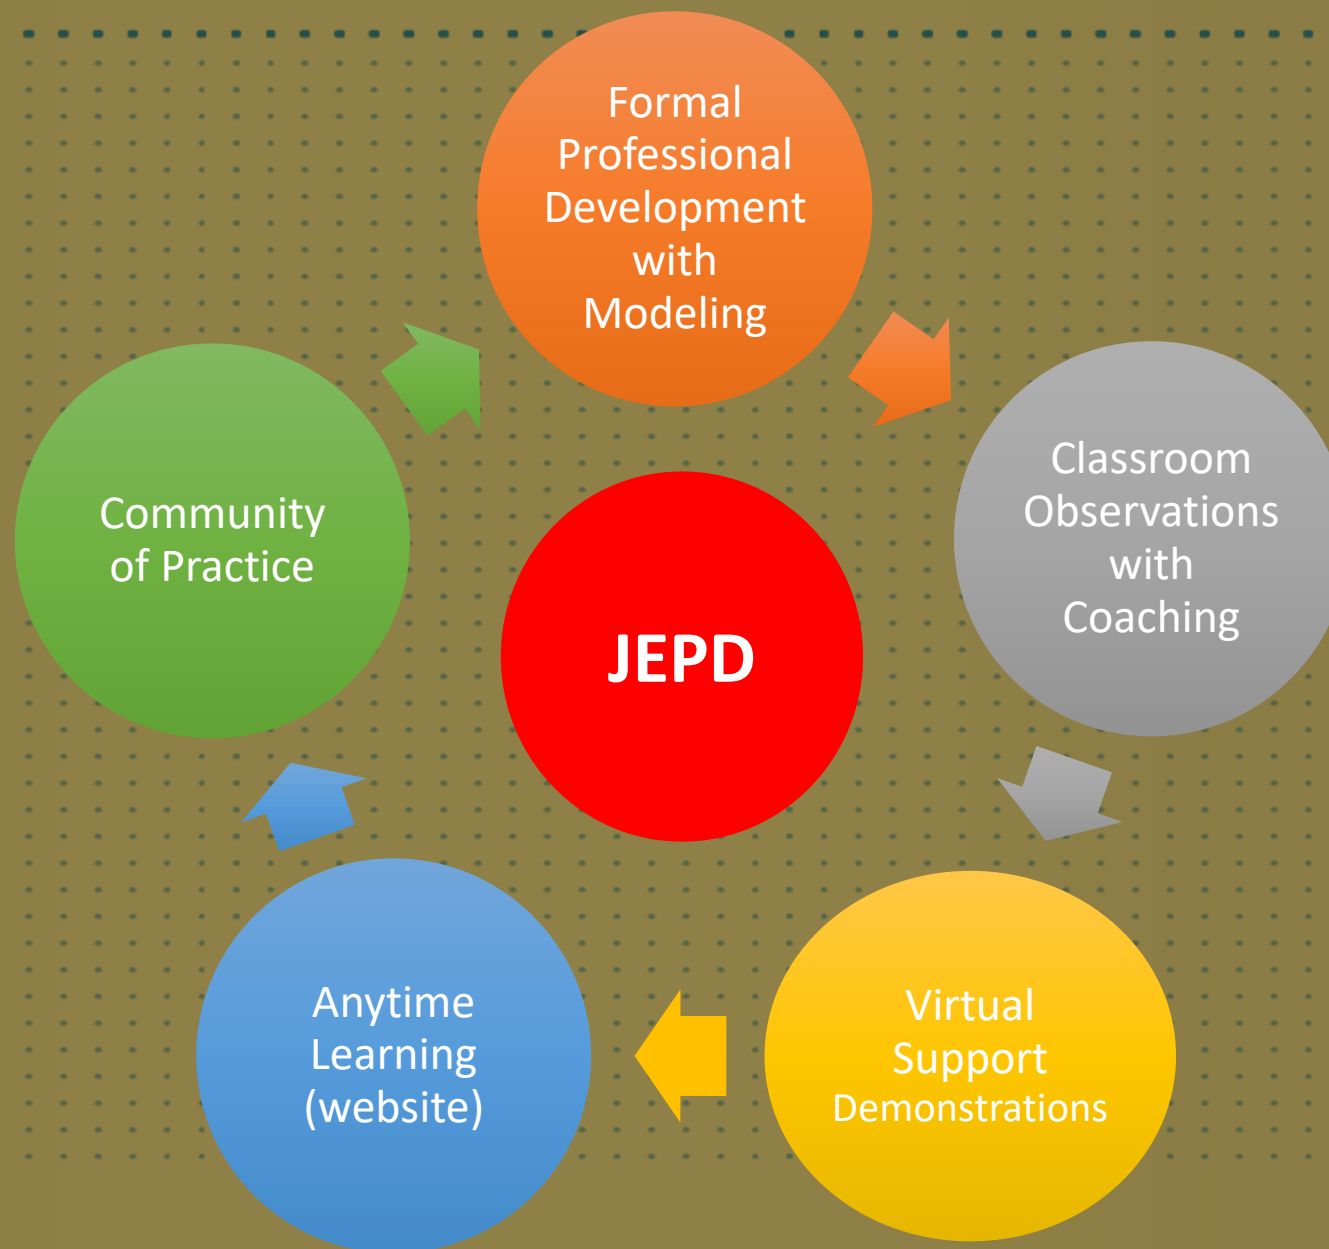 Formal
Professional
Development
with
Modeling
Classroom
Observations
with
Coaching
Community
of Practice
JEPD
Anytime
Learning
(website)
Virtual
Support
Demonstrations